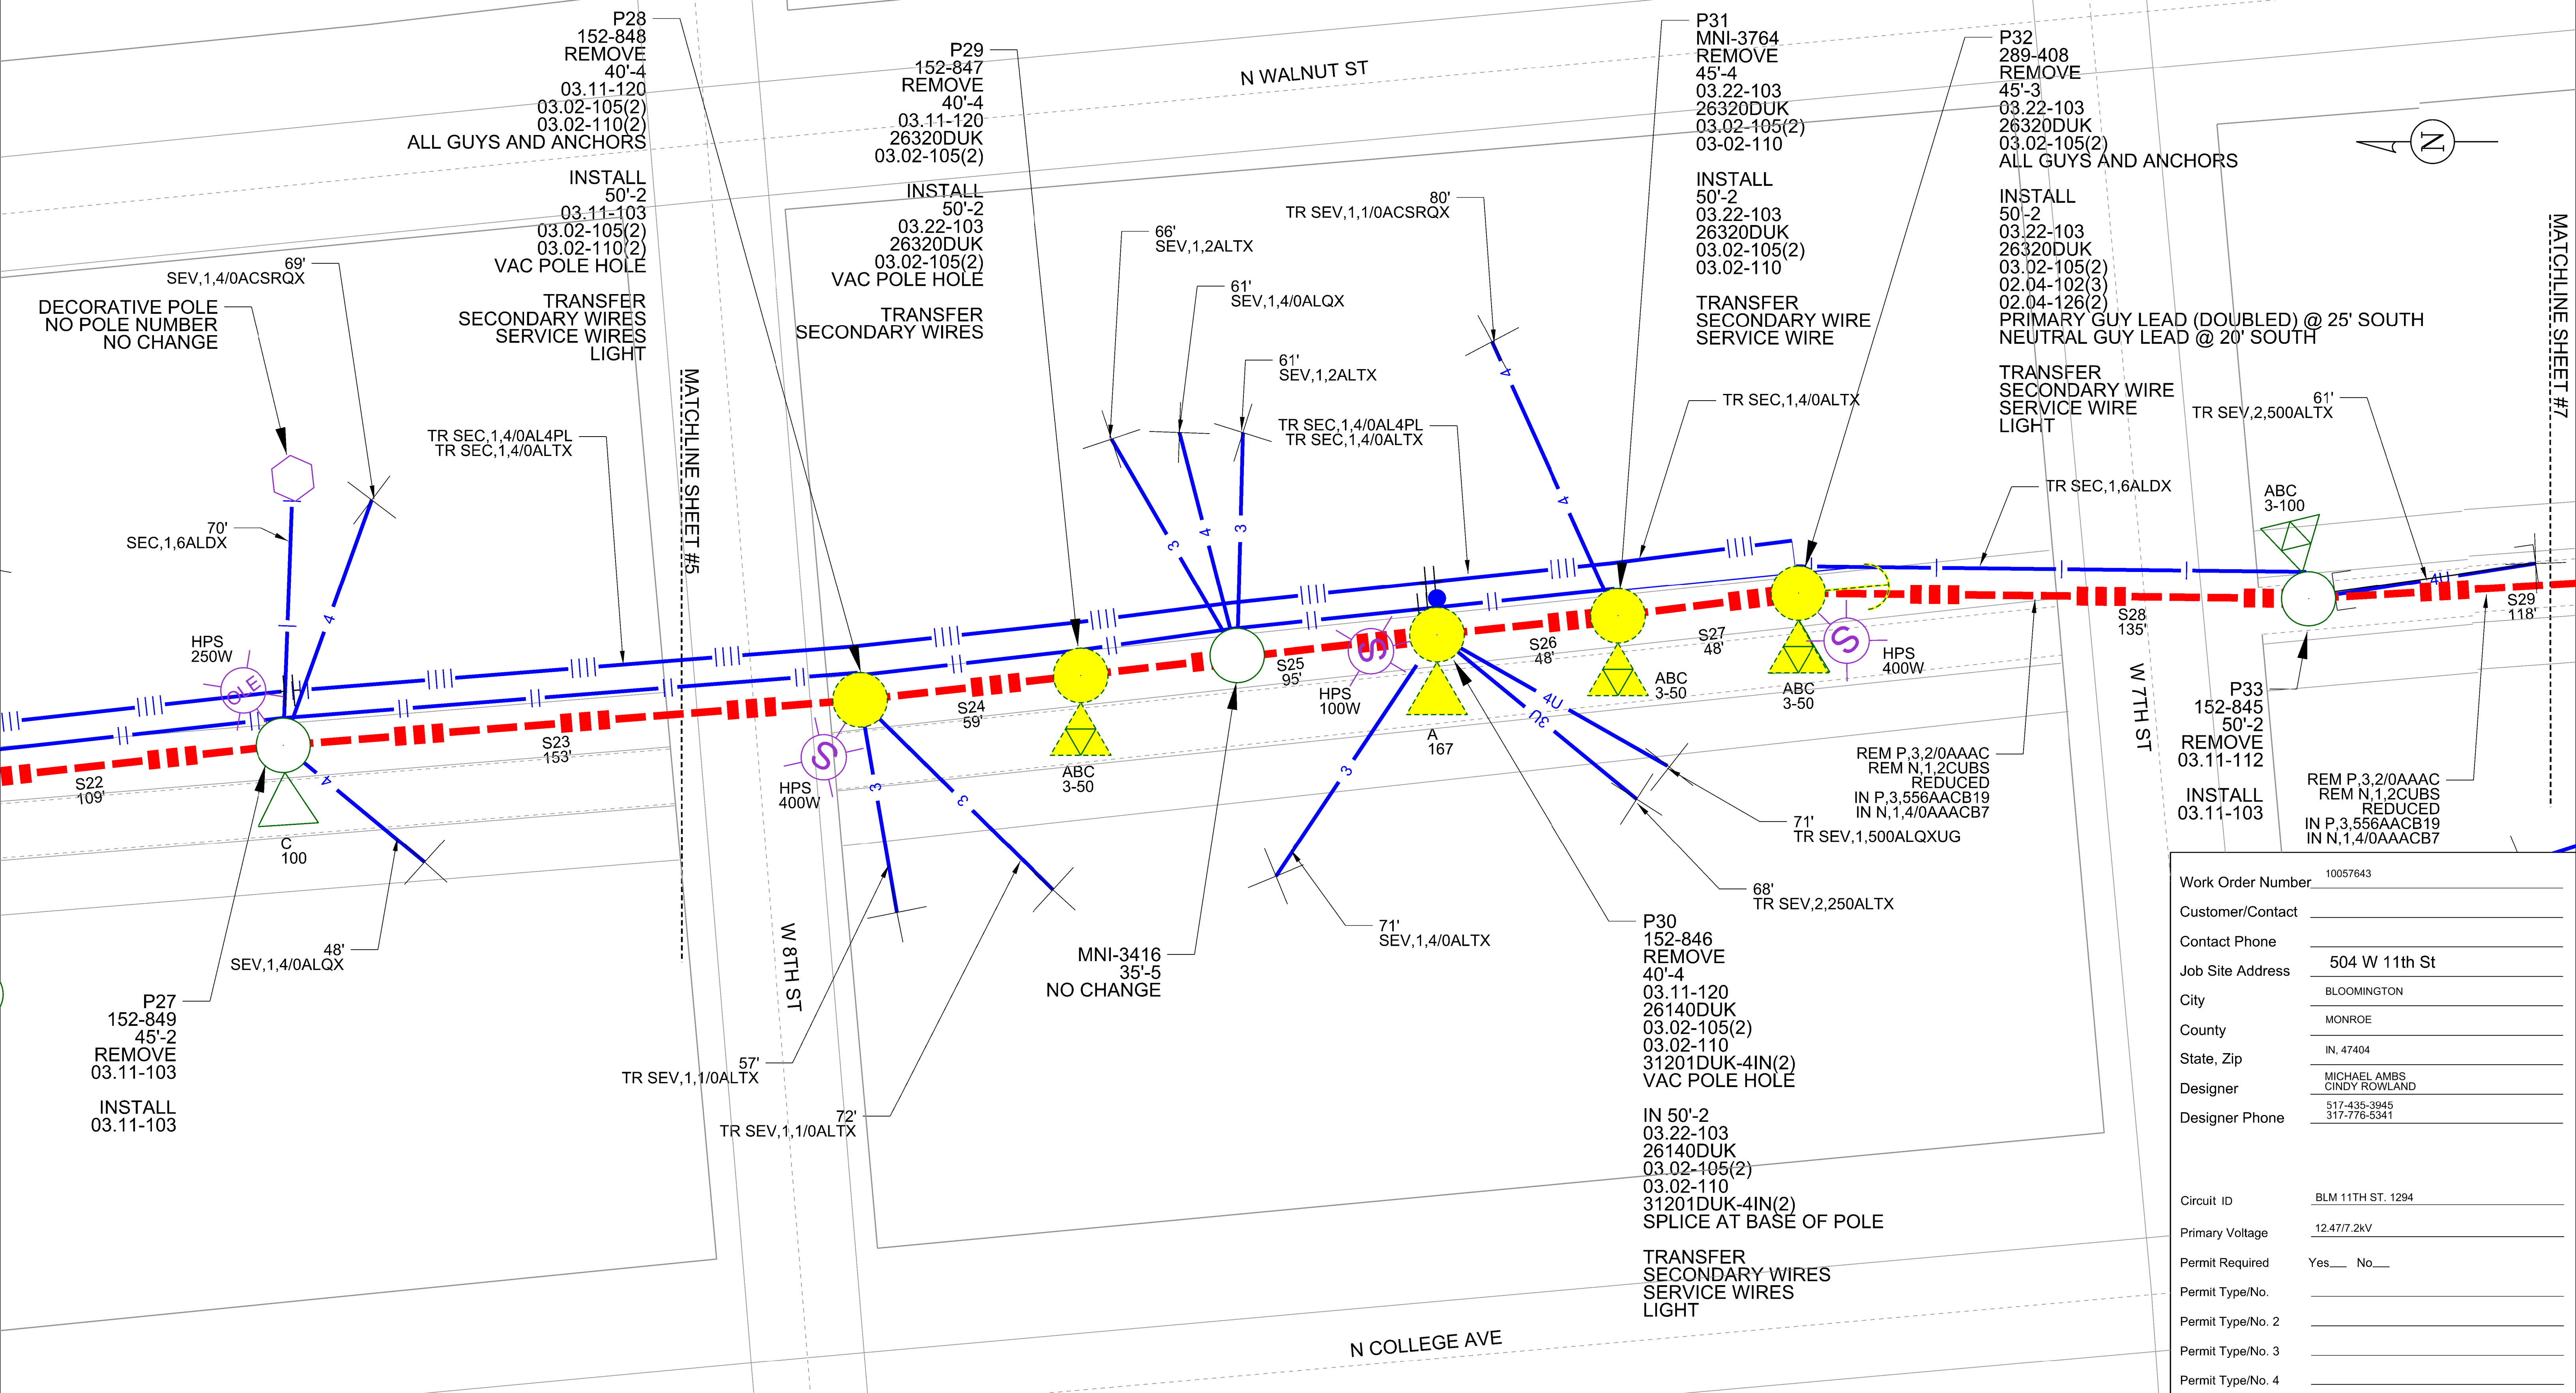 P28
152-848
REMOVE
40'-4
03.11-120
03.02-105(2)
03.02-110(2)
ALL GUYS AND ANCHORS
INSTALL
50'-2
03.11-103
03.02-105(2)
03.02-110(2)
VAC POLE HOLE
TRANSFER
SECONDARY WIRES
SERVICE WIRES
LIGHT
P29
152-847
REMOVE
40'-4
03.11-120
26320DUK
03.02-105(2)
INSTALL
50'-2
03.22-103
26320DUK
03.02-105(2)
VAC POLE HOLE
TRANSFER
SECONDARY WIRES
N WALNUT ST
P31
MNI-3764
REMOVE
45'-4
03.22-103
26320DUK
03.02-105(2)
03-02-110
INSTALL
50'-2
03.22-103
26320DUK
03.02-105(2)
03.02-110
TRANSFER
SECONDARY WIRE
SERVICE WIRE
P32
289-408
REMOVE
45'-3
03.22-103
26320DUK
03.02-105(2)
ALL GUYS AND ANCHORS
INSTALL
50'-2
03.22-103
26320DUK
03.02-105(2)
02.04-102(3)
02.04-126(2)
PRIMARY GUY LEAD (DOUBLED) @ 25' SOUTH
NEUTRAL GUY LEAD @ 20' SOUTH
TRANSFER
SECONDARY WIRE
SERVICE WIRE
LIGHT
N
MATCHLINE SHEET #7
69'
SEV,1,4/0ACSRQX
DECORATIVE POLE
NO POLE NUMBER
NO CHANGE
70'
SEC,1,6ALDX
TR SEC,1,4/0AL4PL
TR SEC,1,4/0ALTX
MATCHLINE SHEET #5
66'
SEV,1,2ALTX
61'
SEV,1,4/0ALQX
61'
SEV,1,2ALTX
80'
TR SEV,1,1/0ACSRQX
TR SEC,1,4/0AL4PL
TR SEC,1,4/0ALTX
TR SEC,1,4/0ALTX
61'
TR SEV,2,500ALTX
TR SEC,1,6ALDX
ABC
3-100
4
3
4
3
4
4
4U
HPS
250W
OLE
S22
109'
4
C
100
S23
153'
S
HPS
400W
3
3
S24
59'
ABC
3-50
S25
95'
S
HPS
100W
A
167
3
3U
4U
S26
48'
ABC
3-50
S27
48'
ABC
3-50
S
HPS
400W
S28
135'
S29
118'
48'
SEV,1,4/0ALQX
P27
152-849
45'-2
REMOVE
03.11-103
INSTALL
03.11-103
57'
TR SEV,1,1/0ALTX
72'
TR SEV,1,1/0ALTX
W 8TH ST
MNI-3416
35'-5
NO CHANGE
71'
SEV,1,4/0ALTX
71'
TR SEV,1,500ALQXUG
68'
TR SEV,2,250ALTX
P30
152-846
REMOVE
40'-4
03.11-120
26140DUK
03.02-105(2)
03.02-110
31201DUK-4IN(2)
VAC POLE HOLE
IN 50'-2
03.22-103
26140DUK
03.02-105(2)
03.02-110
31201DUK-4IN(2)
SPLICE AT BASE OF POLE
TRANSFER
SECONDARY WIRES
SERVICE WIRES
LIGHT
REM P,3,2/0AAAC
REM N,1,2CUBS
REDUCED
IN P,3,556AACB19
IN N,1,4/0AAACB7
W 7TH ST
P33
152-845
50'-2
REMOVE
03.11-112
INSTALL
03.11-103
REM P,3,2/0AAAC
REM N,1,2CUBS
REDUCED
IN P,3,556AACB19
IN N,1,4/0AAACB7
N COLLEGE AVE
Work Order Number 10057643
Customer/Contact
Contact Phone
Job Site Address 504 W 11th St
City BLOOMINGTON
County MONROE
State, Zip IN, 47404
Designer MICHAEL AMBS
CINDY ROWLAND
Designer Phone 517-435-3945
317-776-5341
Circuit ID BLM 11TH ST. 1294
Primary Voltage 12.47/7.2kV
Permit Required Yes__ No__
Permit Type/No.
Permit Type/No. 2
Permit Type/No. 3
Permit Type/No. 4